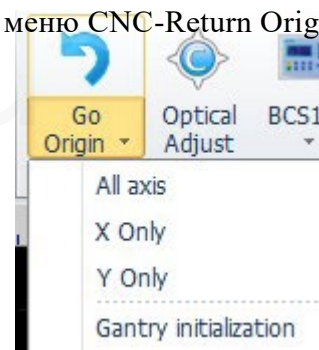 меню CNC-Return Orig
Go Optical BCS1
Origin Adjust
All axis
X Only
Y Only
Gantry initialization